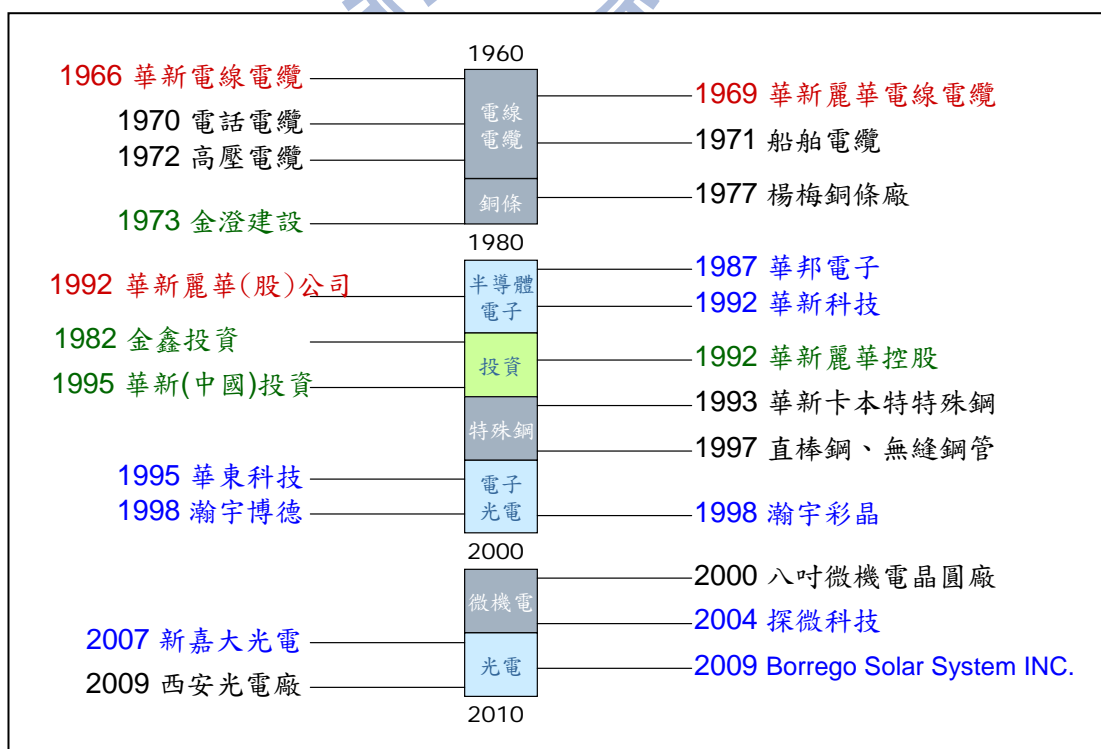 1960
1966 華新電線電纜
1969 華新麗華電線電纜
電線
電纜
1970 電話電纜
1971 船舶電纜
1972 高壓電纜
銅條
1977 楊梅銅條廠
1973 金澄建設
1980
1987 華邦電子
1992 華新麗華(股)公司
半導體
電子
1992 華新科技
1982 金鑫投資
投資
1992 華新麗華控股
1995 華新(中國)投資
1993 華新卡本特特殊鋼
特殊鋼
1997 直棒鋼、無縫鋼管
1995 華東科技
電子
光電
1998 瀚宇博德
1998 瀚宇彩晶
2000
2000 八吋微機電晶圓廠
微機電
2004 探微科技
2007 新嘉大光電
光電
2009 Borrego Solar System INC.
2009 西安光電廠
2010